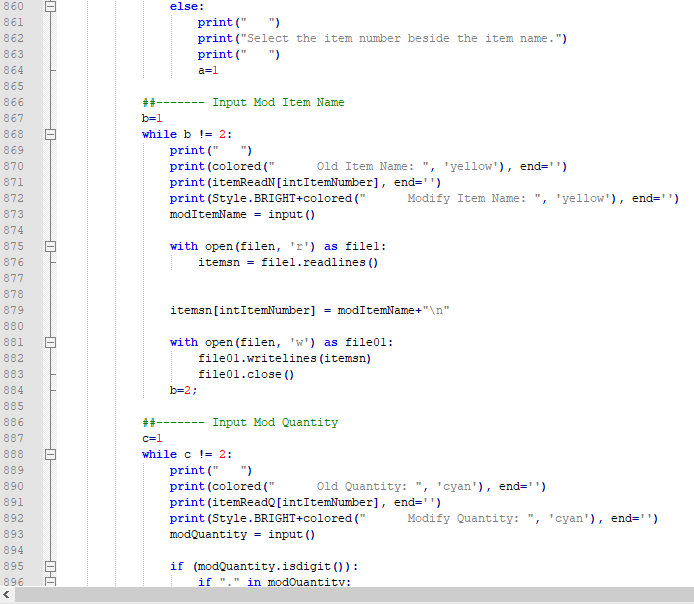 860 else:
861 print("   ")
862 print("Select the item number beside the item name.")
863 print("   ")
864 a=1
865
866 ##------- Input Mod Item Name
867 b=1
868 while b != 2:
869 print("   ")
870 print(colored("      Old Item Name: ", 'yellow'), end='')
871 print(itemReadN[intItemNumber], end='')
872 print(Style.BRIGHT+colored("      Modify Item Name: ", 'yellow'), end='')
873 modItemName = input()
874
875 with open(filen, 'r') as file1:
876 itemsn = file1.readlines()
877
878
879 itemsn[intItemNumber] = modItemName+"\n"
880
881 with open(filen, 'w') as file01:
882 file01.writelines(itemsn)
883 file01.close()
884 b=2;
885
886 ##------- Input Mod Quantity
887 c=1
888 while c != 2:
889 print("   ")
890 print(colored("      Old Quantity: ", 'cyan'), end='')
891 print(itemReadQ[intItemNumber], end='')
892 print(Style.BRIGHT+colored("      Modify Quantity: ", 'cyan'), end='')
893 modQuantity = input()
894
895 if (modQuantity.isdigit()):
896 if "." in modQuantity: